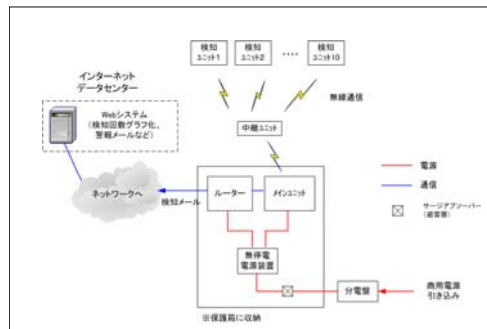 検知
ユニット1
検知
ユニット2
....
検知
ユニット10
無線通信
インターネット
データセンター
Webシステム
(検知回数グラフ化、
警報メールなど)
中継ユニット
ネットワークへ
検知メール
ルーター
メインユニット
電源
通信
サージアブソーバー
(避雷器)
無停電
電源装置
分電盤
商用電源
引き込み
※保護箱に収納